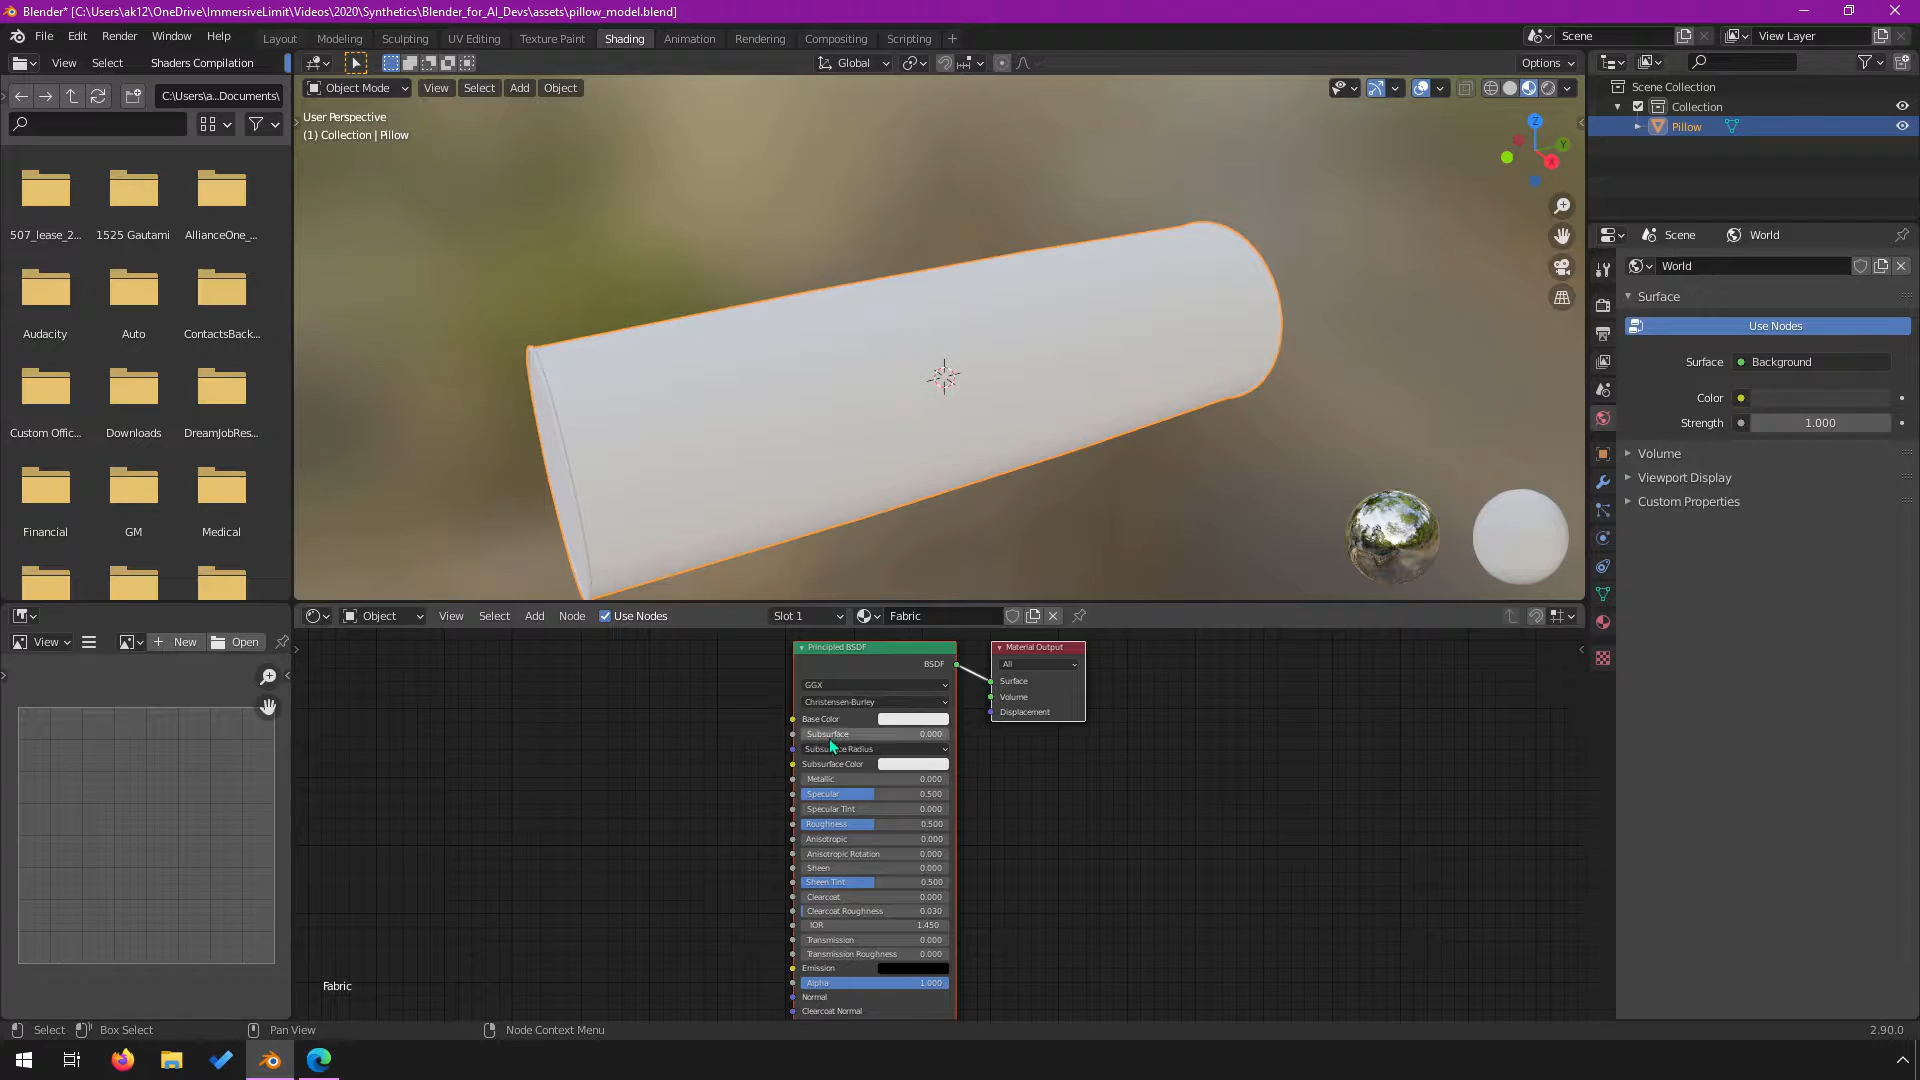 Blender* [C:\Users\ak12\OneDrive\ImmersiveLimit\Videos\2020\Synthetics\Blender_for_AI_Devs\assets\pillow_model.blend]
File Edit Render Window Help
Layout Modeling Sculpting UV Editing Texture Paint Shading Animation Rendering Compositing Scripting
Scene
View Layer
View Select Shaders Compilation
Global
Options
C:\Users\a...Documents\
Object Mode View Select Add Object
User Perspective
(1) Collection | Pillow
Z
Y
X
Scene Collection
Collection
Pillow
507_lease_2... 1525 Gautami AllianceOne_...
Audacity Auto ContactsBack...
Custom Offic... Downloads DreamJobRes...
Financial GM Medical
Scene World
World
Surface
Use Nodes
Surface Background
Color
Strength 1.000
Volume
Viewport Display
Custom Properties
View New Open
Object View Select Add Node Use Nodes Slot 1 Fabric
Principled BSDF
BSDF
GGX
Christensen-Burley
Base Color
Subsurface 0.000
Subsurface Radius
Subsurface Color
Metallic 0.000
Specular 0.500
Specular Tint 0.000
Roughness 0.500
Anisotropic 0.000
Anisotropic Rotation 0.000
Sheen 0.000
Sheen Tint 0.500
Clearcoat 0.000
Clearcoat Roughness 0.030
IOR 1.450
Transmission 0.000
Transmission Roughness 0.000
Emission
Alpha 1.000
Normal
Clearcoat Normal
Material Output
All
Surface
Volume
Displacement
Fabric
Select Box Select Pan View Node Context Menu 2.90.0